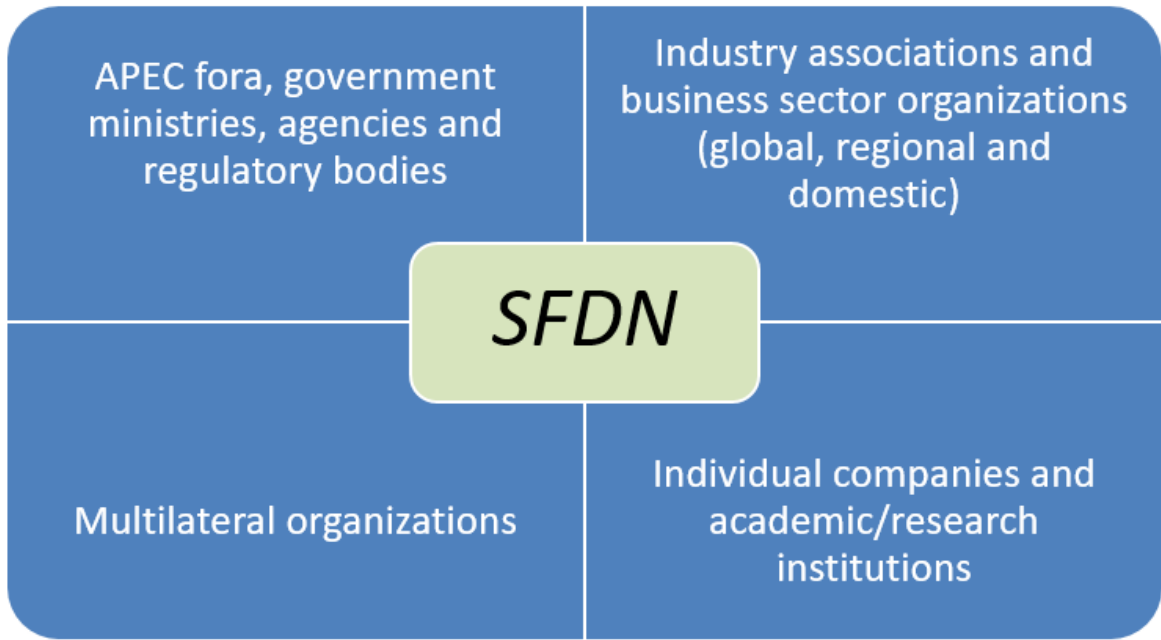 APEC fora, government
ministries, agencies and
regulatory bodies
Industry associations and
business sector organizations
(global, regional and
domestic)
SFDN
Multilateral organizations
Individual companies and
academic/research
institutions